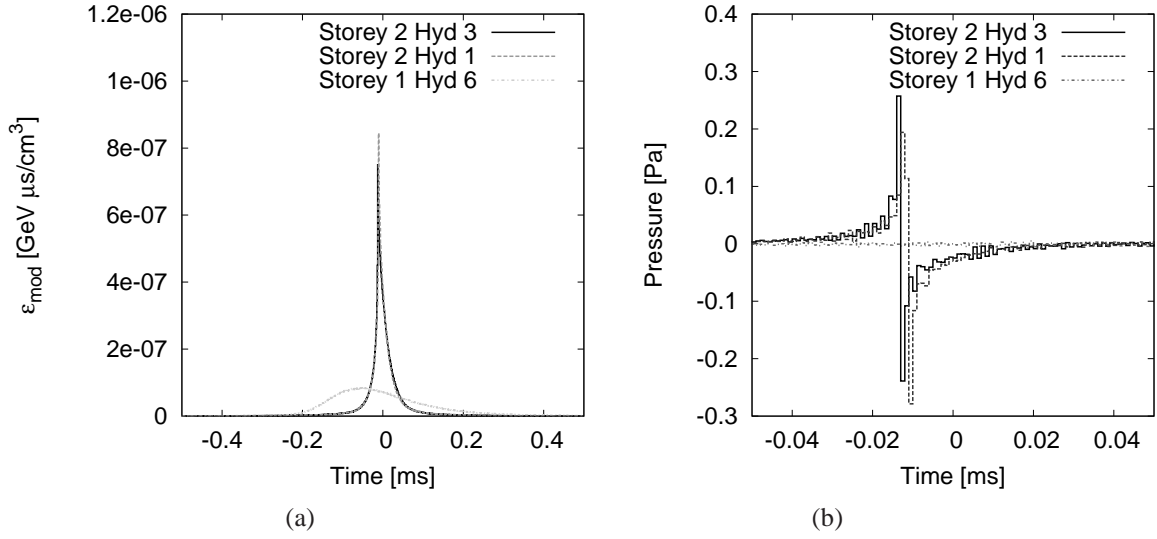 1.2e-06
1e-06
8e-07
6e-07
4e-07
2e-07
0
ε_mod [GeV µs/cm³]
Storey 2 Hyd 3
Storey 2 Hyd 1
Storey 1 Hyd 6
-0.4
-0.2
0
0.2
0.4
Time [ms]
(a)
0.4
0.3
0.2
0.1
0
-0.1
-0.2
-0.3
Pressure [Pa]
Storey 2 Hyd 3
Storey 2 Hyd 1
Storey 1 Hyd 6
-0.04
-0.02
0
0.02
0.04
Time [ms]
(b)